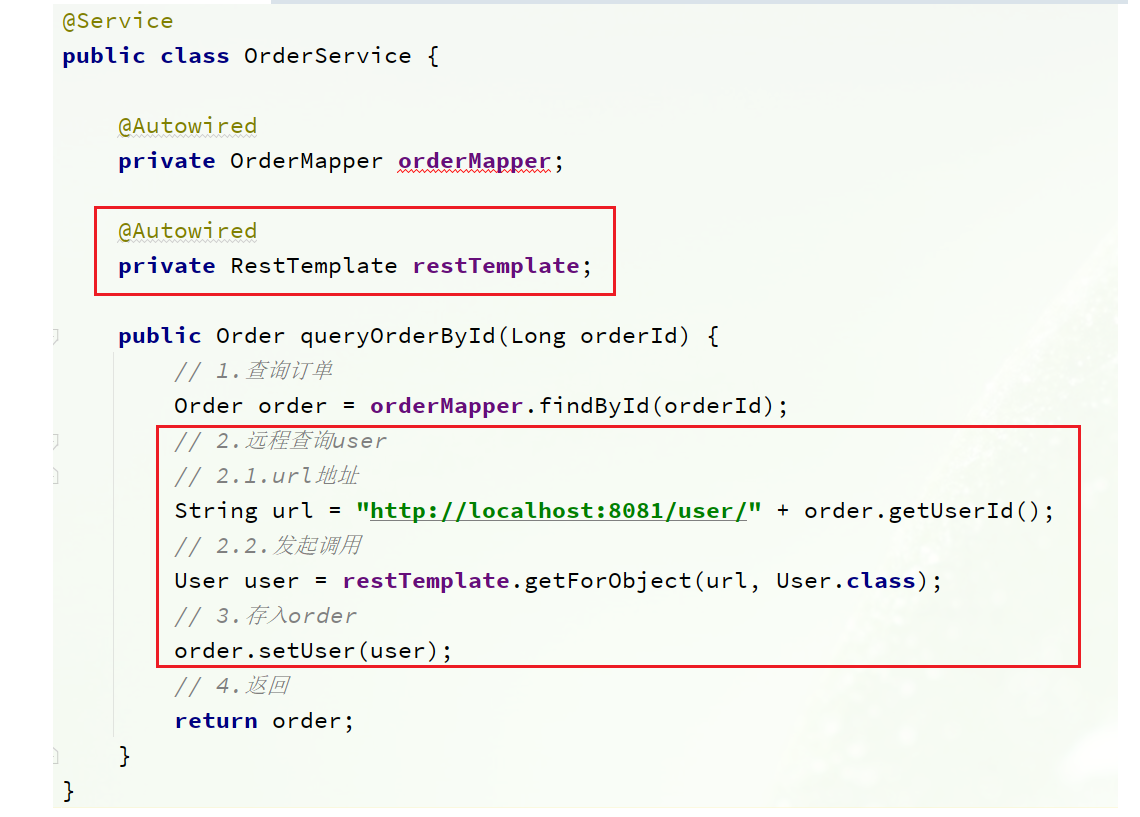 @Service
public class OrderService {
@Autowired
private OrderMapper orderMapper;
@Autowired
private RestTemplate restTemplate;
public Order queryOrderById(Long orderId) {
// 1.查询订单
Order order = orderMapper.findById(orderId);
// 2.远程查询user
// 2.1.url地址
String url = "http://localhost:8081/user/" + order.getUserId();
// 2.2.发起调用
User user = restTemplate.getForObject(url, User.class);
// 3.存入order
order.setUser(user);
// 4.返回
return order;
}
}